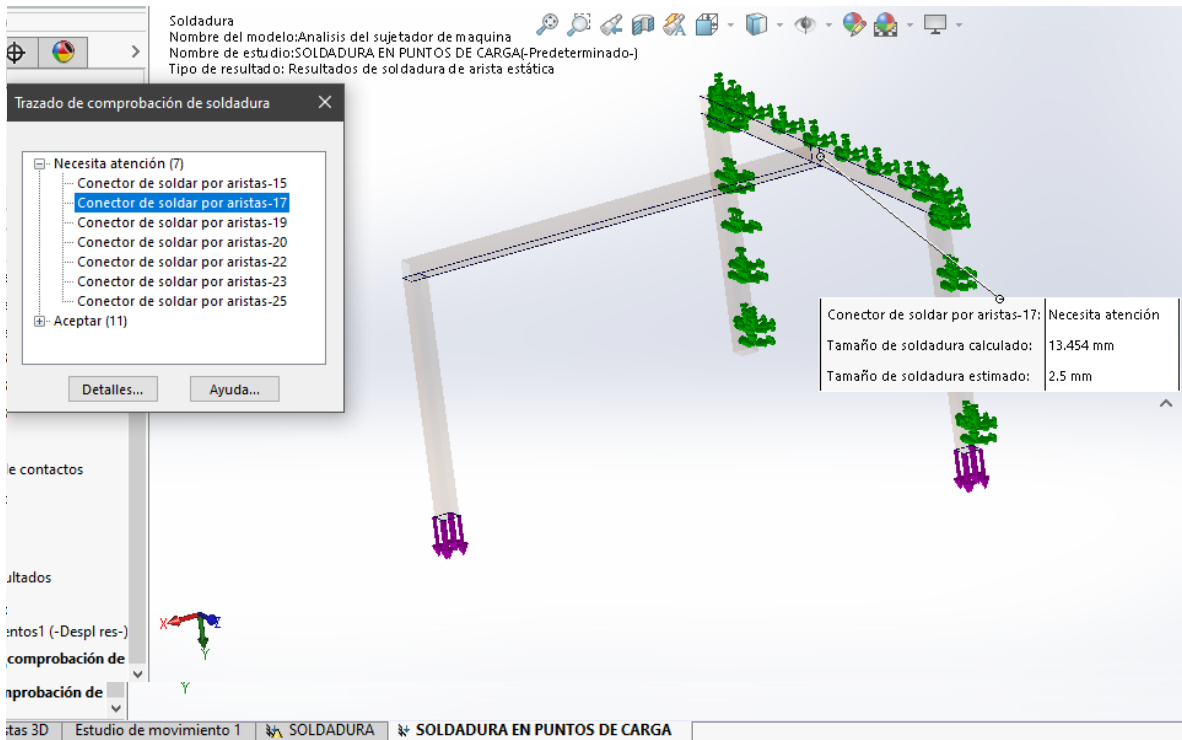 Soldadura
Nombre del modelo:Analisis del sujetador de maquina
Nombre de estudio:SOLDADURA EN PUNTOS DE CARGA(-Predeterminado-)
Tipo de resultado: Resultados de soldadura de arista estática
Trazado de comprobación de soldadura
Necesita atención (7)
Conector de soldar por aristas-15
Conector de soldar por aristas-17
Conector de soldar por aristas-19
Conector de soldar por aristas-20
Conector de soldar por aristas-22
Conector de soldar por aristas-23
Conector de soldar por aristas-25
Aceptar (11)
Detalles...
Ayuda...
Conector de soldar por aristas-17: Necesita atención
Tamaño de soldadura calculado: 13.454 mm
Tamaño de soldadura estimado: 2.5 mm
e contactos
ultados
entos1 (-Despl res-)
comprobación de
nprobación de
X
Z
Y
Y
stas 3D
Estudio de movimiento 1
SOLDADURA
SOLDADURA EN PUNTOS DE CARGA